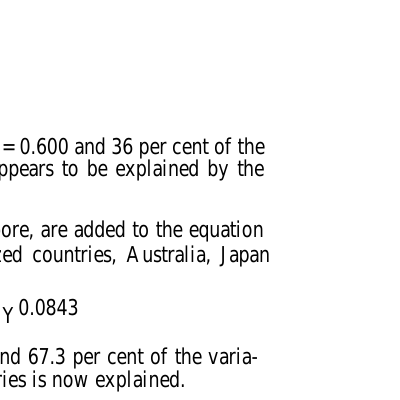 = 0.600 and 36 per cent of the
ppears to be explained by the
ore, are added to the equation
zed countries, Australia, Japan
Y 0.0843
nd 67.3 per cent of the varia-
ries is now explained.